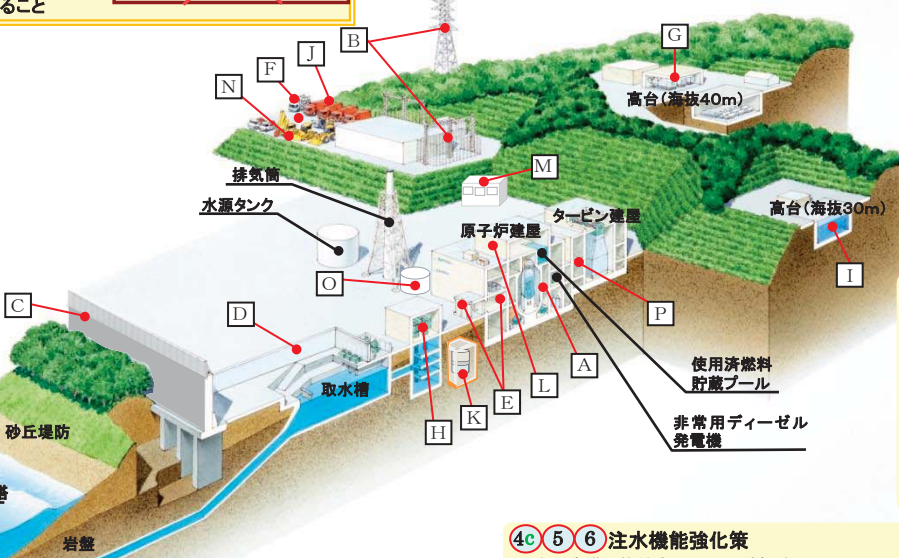 ること
B
G
J
F
N
高台(海抜40m)
M
排気筒
水源タンク
タービン建屋
原子炉建屋
高台(海抜30m)
I
O
C
D
P
A
L
E
K
H
取水槽
使用済燃料
貯蔵プール
非常用ディーゼル
発電機
砂丘堤防
岩盤
4c 5 6 注水機能強化策